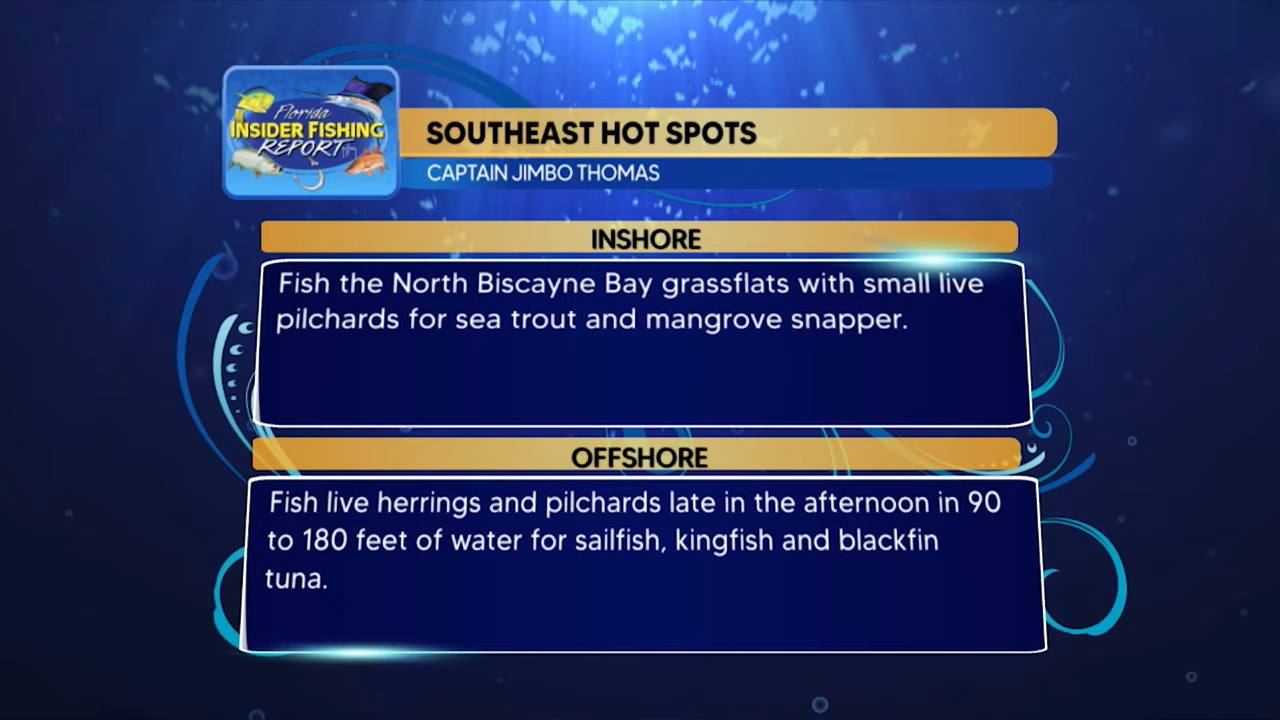 Florida
INSIDER FISHING
REPORT
SOUTHEAST HOT SPOTS
CAPTAIN JIMBO THOMAS
INSHORE
Fish the North Biscayne Bay grassflats with small live
pilchards for sea trout and mangrove snapper.
OFFSHORE
Fish live herrings and pilchards late in the afternoon in 90
to 180 feet of water for sailfish, kingfish and blackfin
tuna.